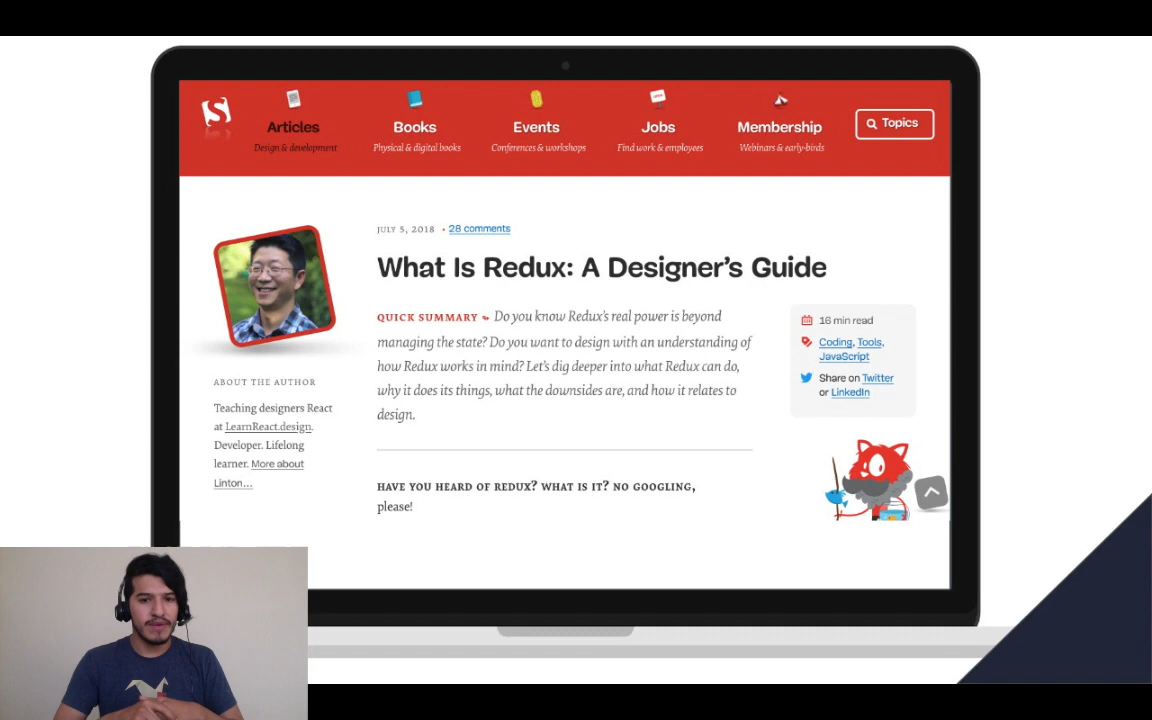 Articles
Design & development
Books
Physical & digital books
Events
Conferences & workshops
Jobs
Find work & employees
Membership
Webinars & early-birds
Topics
JULY 5, 2018 • 28 comments
What Is Redux: A Designer’s Guide
QUICK SUMMARY Do you know Redux’s real power is beyond
managing the state? Do you want to design with an understanding of
how Redux works in mind? Let’s dig deeper into what Redux can do,
why it does its things, what the downsides are, and how it relates to
design.
16 min read
Coding, Tools,
JavaScript
Share on Twitter
or LinkedIn
ABOUT THE AUTHOR
Teaching designers React
at LearnReact.design.
Developer. Lifelong
learner. More about
Linton...
HAVE YOU HEARD OF REDUX? WHAT IS IT? NO GOOGLING,
please!